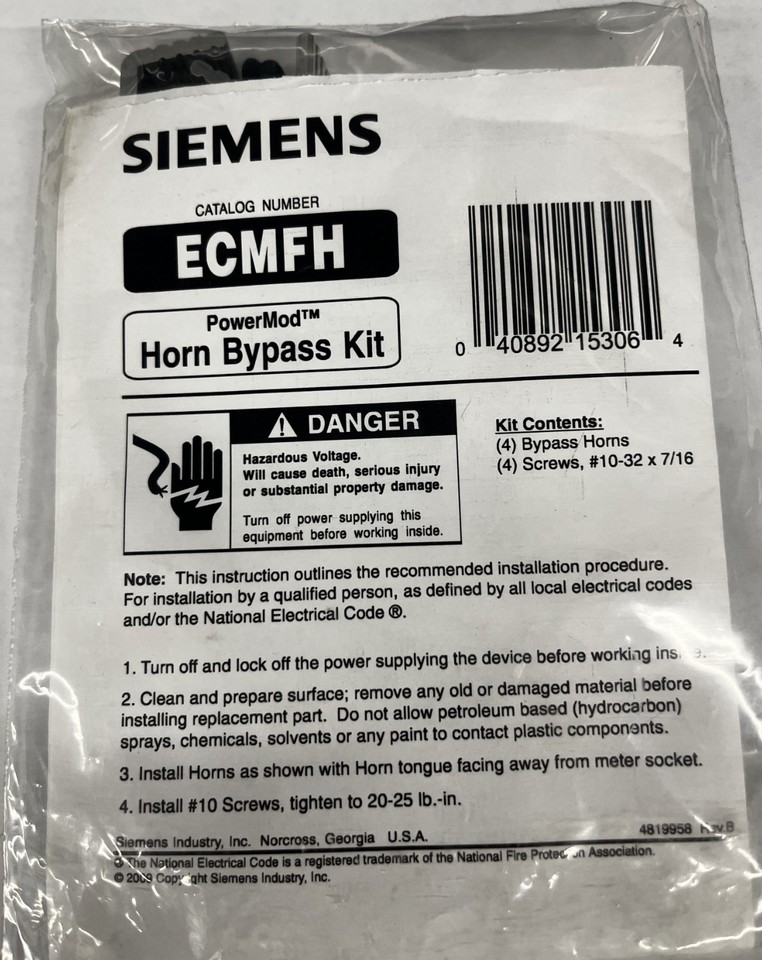 SIEMENS
CATALOG NUMBER
ECMFH
PowerMod™
Horn Bypass Kit
0 40892 15306 4
DANGER
Hazardous Voltage.
Will cause death, serious injury
or substantial property damage.
Turn off power supplying this
equipment before working inside.
Kit Contents:
(4) Bypass Horns
(4) Screws, #10-32 x 7/16
Note: This instruction outlines the recommended installation procedure.
For installation by a qualified person, as defined by all local electrical codes
and/or the National Electrical Code ®.
1. Turn off and lock off the power supplying the device before working
2. Clean and prepare surface; remove any old or damaged material before
installing replacement part. Do not allow petroleum based (hydrocarbon)
sprays, chemicals, solvents or any paint to contact plastic components.
3. Install Horns as shown with Horn tongue facing away from meter socket.
4. Install #10 Screws, tighten to 20-25 lb.-in.
Siemens Industry, Inc. Norcross, Georgia U.S.A.
4819958 Rev.B
The National Electrical Code is a registered trademark of the National Fire Protection Association.
© 2009 Copyright Siemens Industry, Inc.